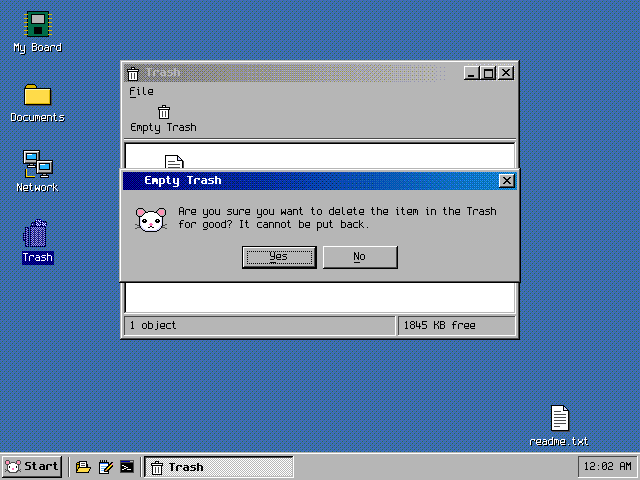 My Board
Documents
Network
Trash
Trash
File
Empty Trash
Empty Trash
Are you sure you want to delete the item in the Trash
for good? It cannot be put back.
Yes
No
1 object
1845 KB free
readme.txt
Start
Trash
12:02 AM